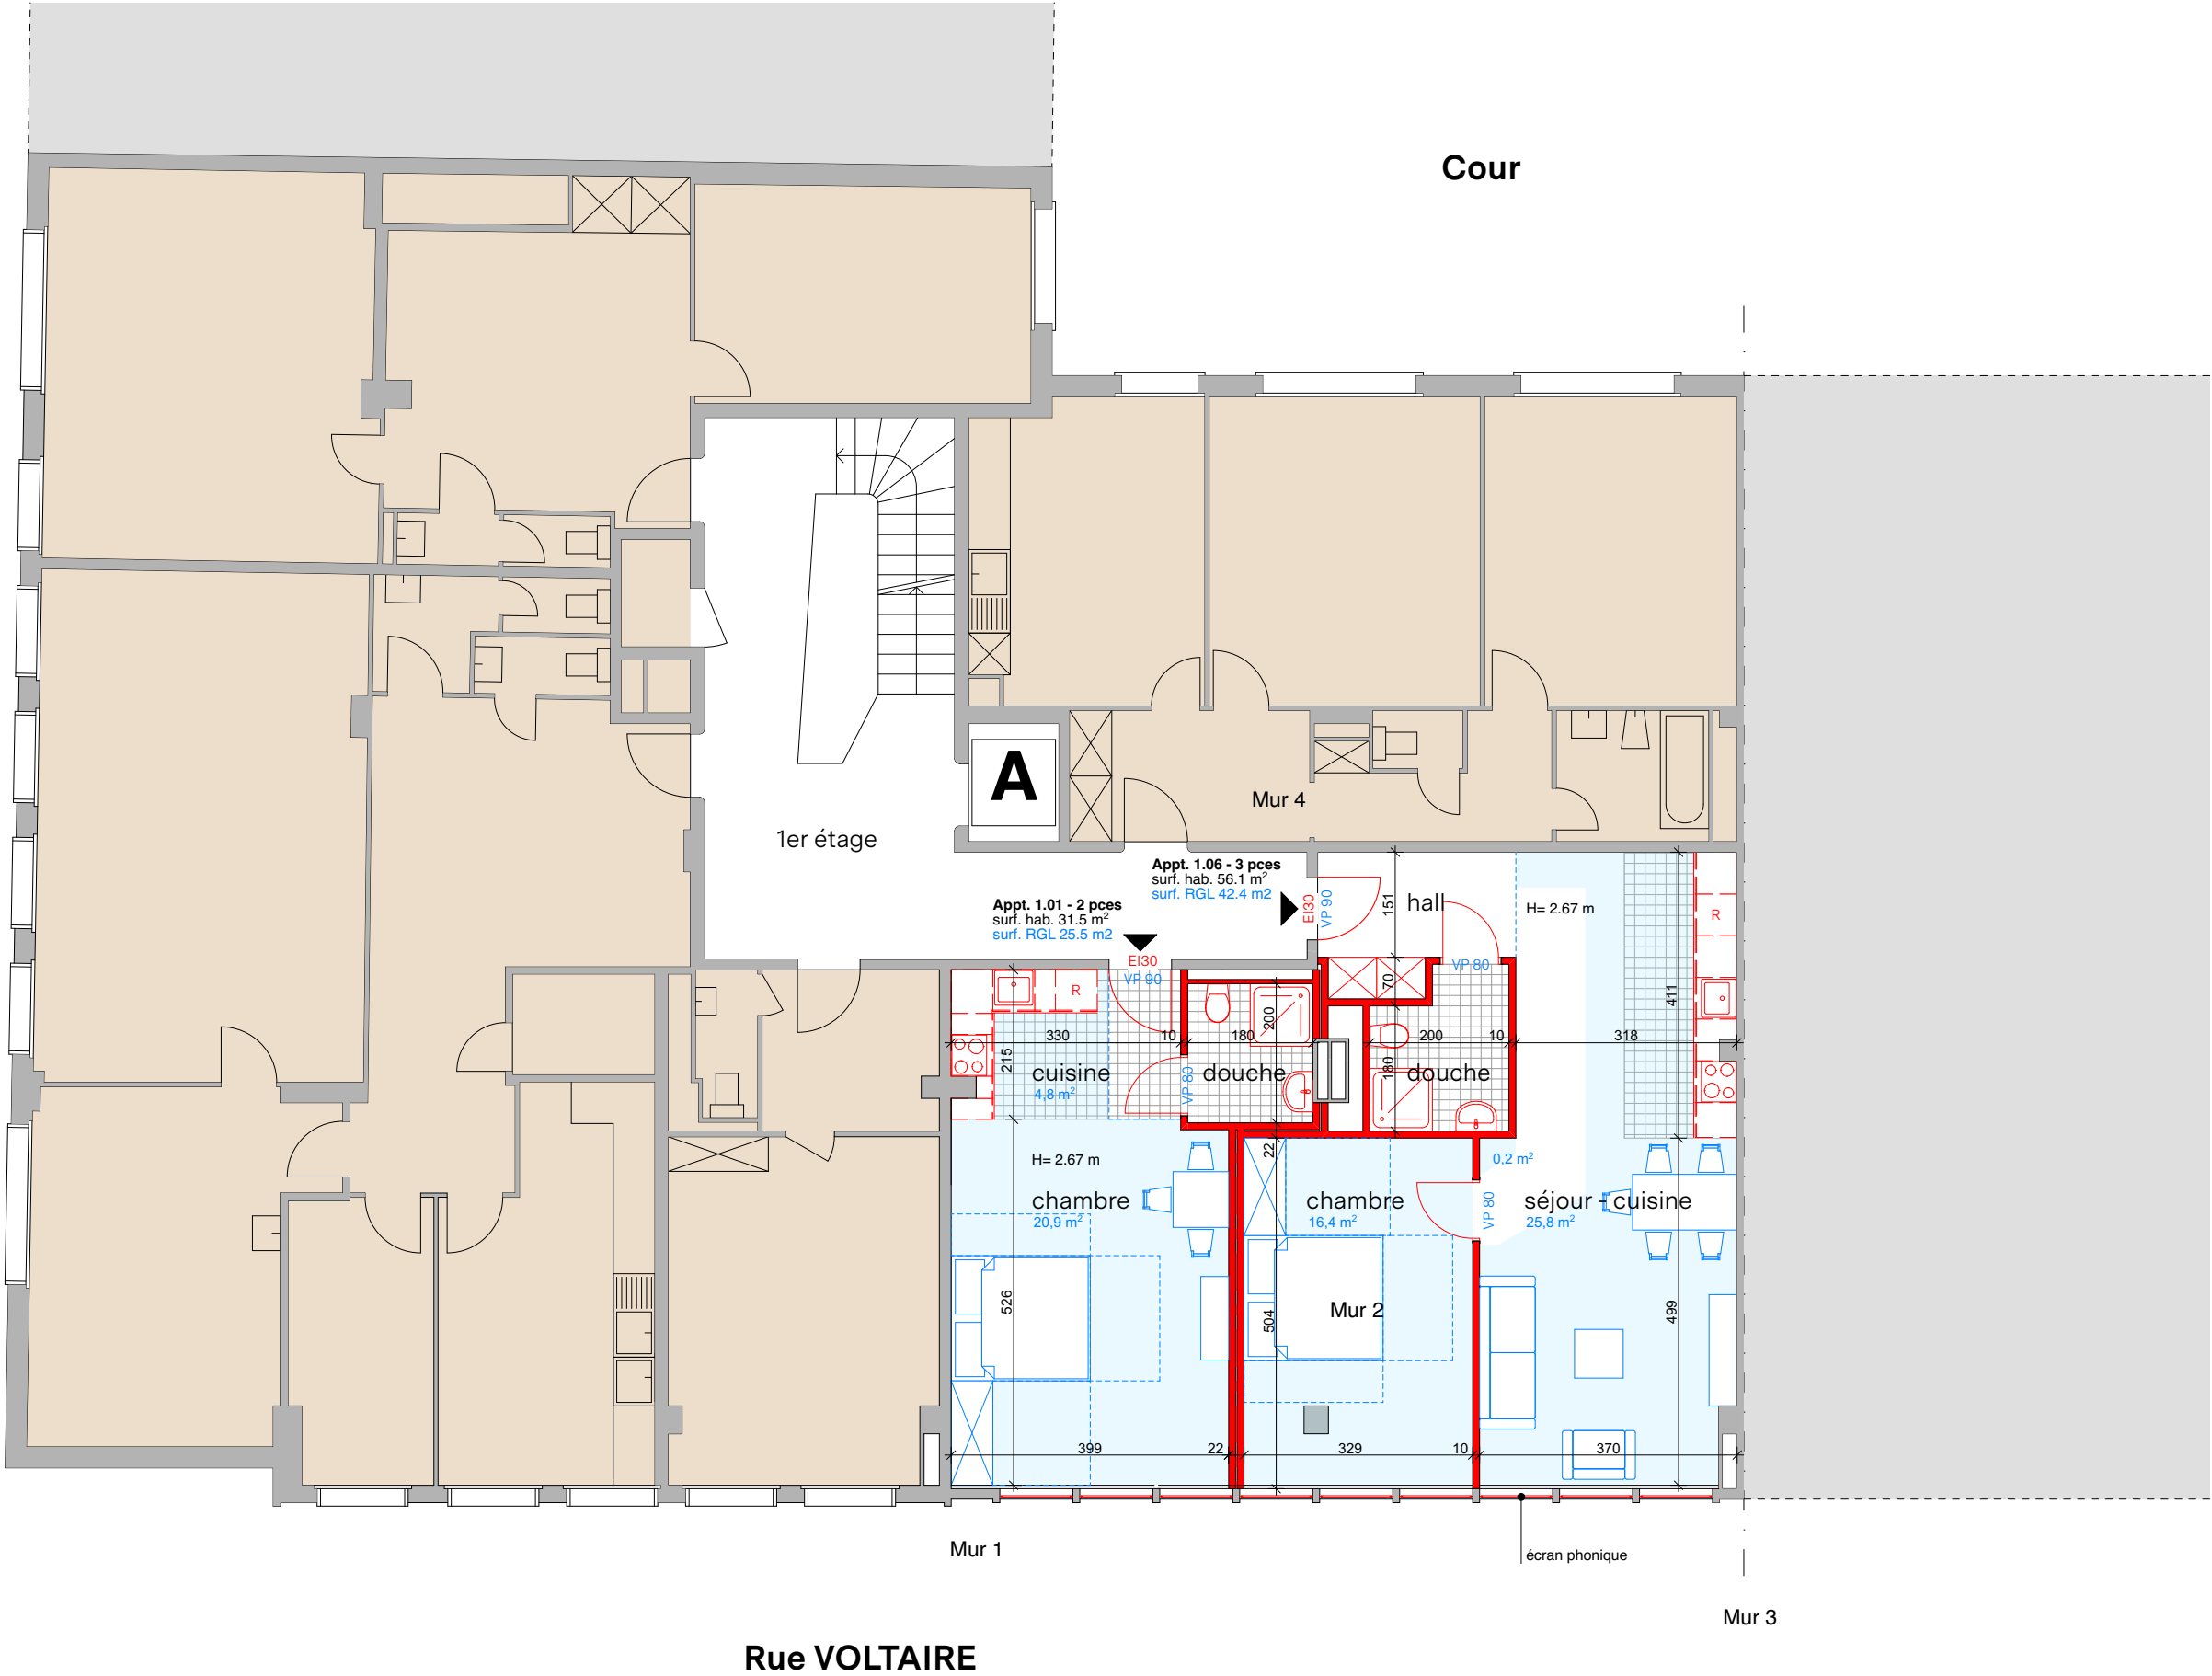 Cour
A
Mur 4
1er étage
Appt. 1.06 - 3 pces
surf. hab. 56.1 m²
surf. RGL 42.4 m2
Appt. 1.01 - 2 pces
surf. hab. 31.5 m²
surf. RGL 25.5 m2
EI30
VP 90
151
hall
H= 2.67 m
R
EI30
VP 90
R
70
VP 80
411
330
10
180
200
200
10
318
215
cuisine
4,8 m²
VP 80
douche
180
douche
22
H= 2.67 m
0,2 m²
chambre
20,9 m²
chambre
16,4 m²
VP 80
séjour - cuisine
25,8 m²
526
504
Mur 2
499
399
22
329
10
370
Mur 1
écran phonique
Mur 3
Rue VOLTAIRE